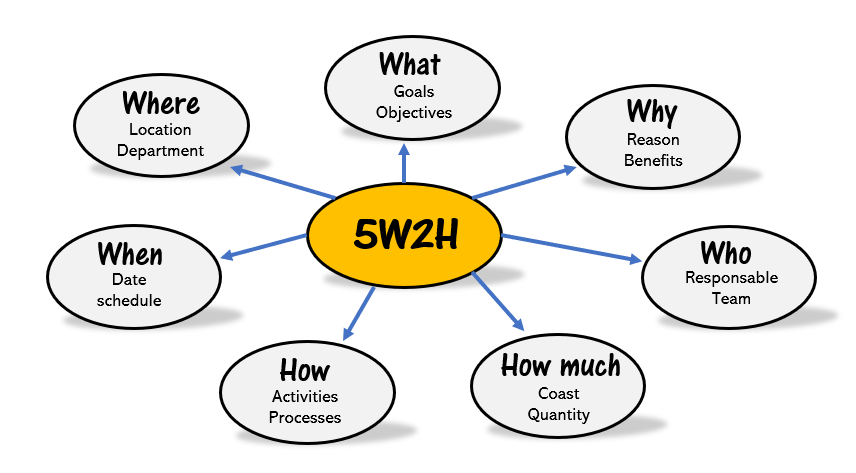 What
Goals
Objectives
Where
Location
Department
Why
Reason
Benefits
5W2H
When
Date
schedule
Who
Responsable
Team
How
Activities
Processes
How much
Coast
Quantity